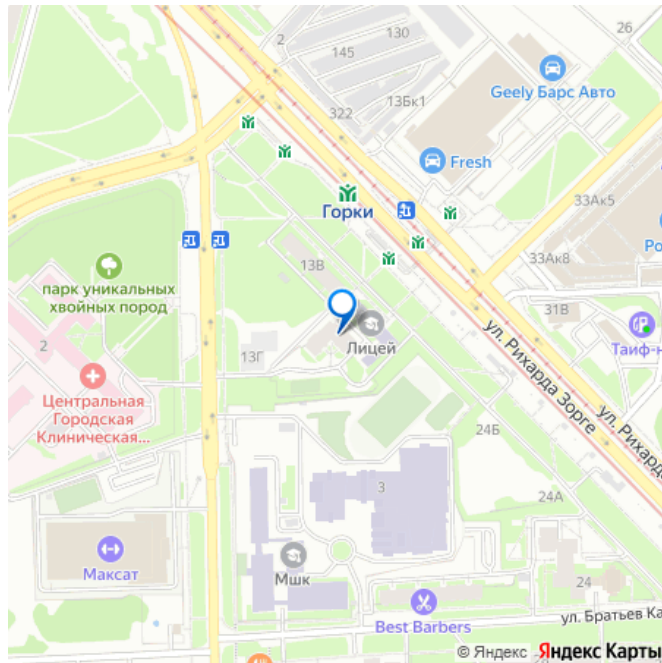 26
2
130
145
Geely Барс Авто
13Бк1
322
Fresh
33Ак5
Горки
Ро
13В
33Ак8
парк уникальных
хвойных пород
31В
2
Лицей
Таиф-н
13Г
ул. Рихарда Зорге
Центральная
Городская
Клиническая...
ул. Рихарда
24Б
3
24А
Максат
Мшк
24
ул. Братьев Ка
Best Barbers
© Яндекс Яндекс Карты